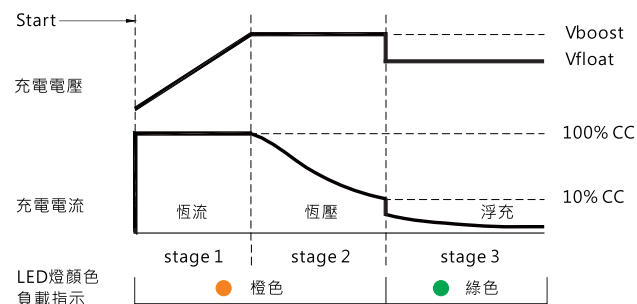 Start
Vboost
Vfloat
充電電壓
100% CC
10% CC
充電電流
恆流
恆壓
浮充
stage 1
stage 2
stage 3
LED燈顏色
負載指示
橙色
綠色